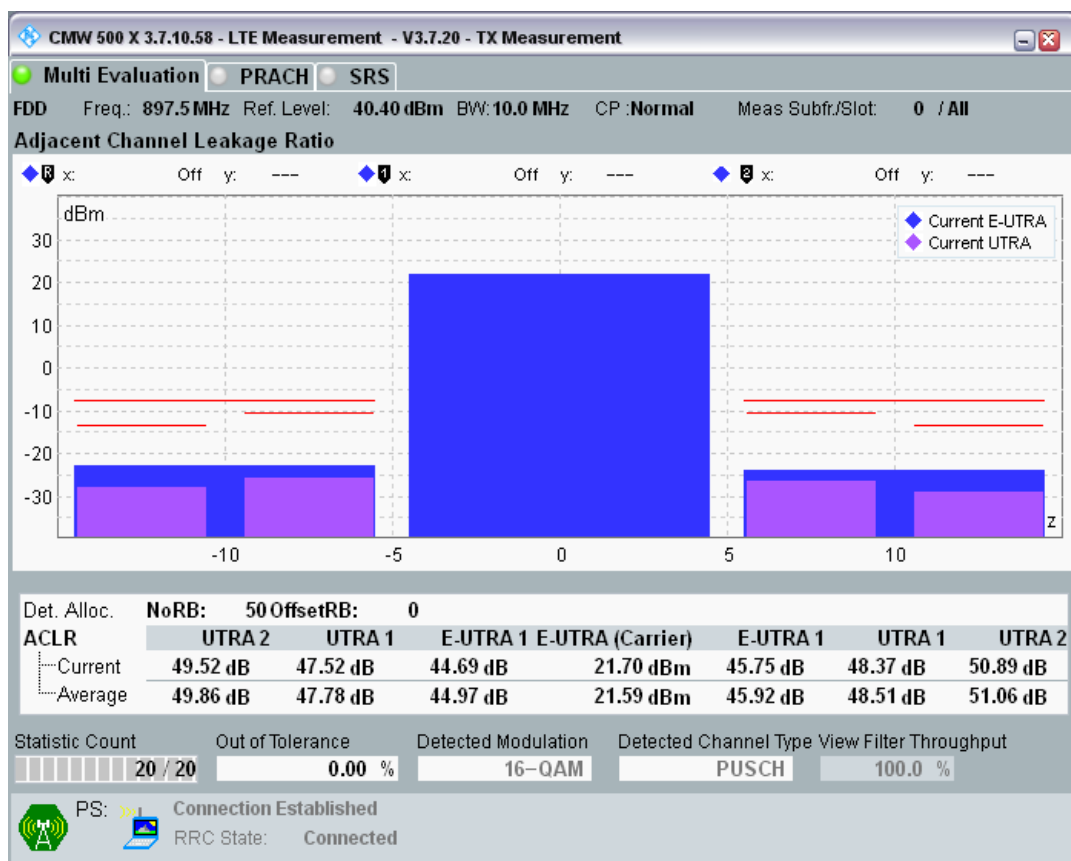 CMW 500 X 3.7.10.58 - LTE Measurement - V3.7.20 - TX Measurement
Multi Evaluation PRACH SRS
FDD Freq.: 897.5 MHz Ref. Level: 40.40 dBm BW: 10.0 MHz CP :Normal Meas Subfr./Slot: 0 / All
Adjacent Channel Leakage Ratio
R x: Off y: --- 1 x: Off y: --- 2 x: Off y: ---
dBm
Current E-UTRA
Current UTRA
30
20
10
0
-10
-20
-30
z
-10 -5 0 5 10
Det. Alloc. NoRB: 50 OffsetRB: 0
ACLR UTRA 2 UTRA 1 E-UTRA 1 E-UTRA (Carrier) E-UTRA 1 UTRA 1 UTRA 2
Current 49.52 dB 47.52 dB 44.69 dB 21.70 dBm 45.75 dB 48.37 dB 50.89 dB
Average 49.86 dB 47.78 dB 44.97 dB 21.59 dBm 45.92 dB 48.51 dB 51.06 dB
Statistic Count Out of Tolerance Detected Modulation Detected Channel Type View Filter Throughput
20 / 20 0.00 % 16-QAM PUSCH 100.0 %
PS: Connection Established
RRC State: Connected